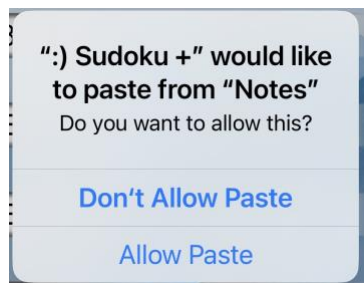 “:) Sudoku +” would like
to paste from “Notes”
Do you want to allow this?
Don’t Allow Paste
Allow Paste